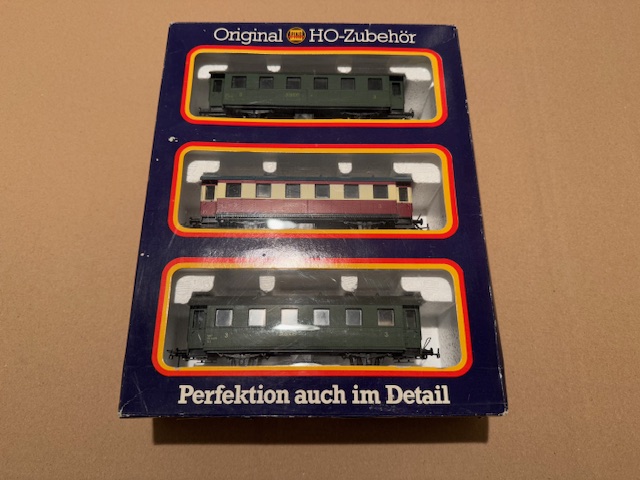 Original HO-Zubehör
Perfektion auch im Detail